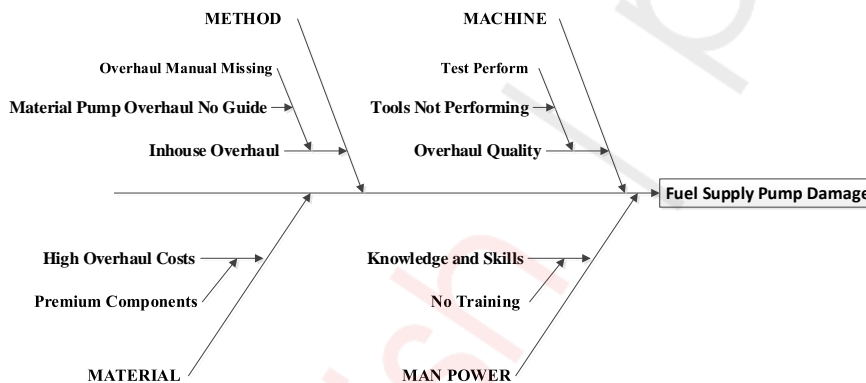 METHOD
MACHINE
Overhaul Manual Missing
Test Perform
Material Pump Overhaul No Guide
Tools Not Performing
Inhouse Overhaul
Overhaul Quality
Fuel Supply Pump Damage
High Overhaul Costs
Knowledge and Skills
Premium Components
No Training
MATERIAL
MAN POWER